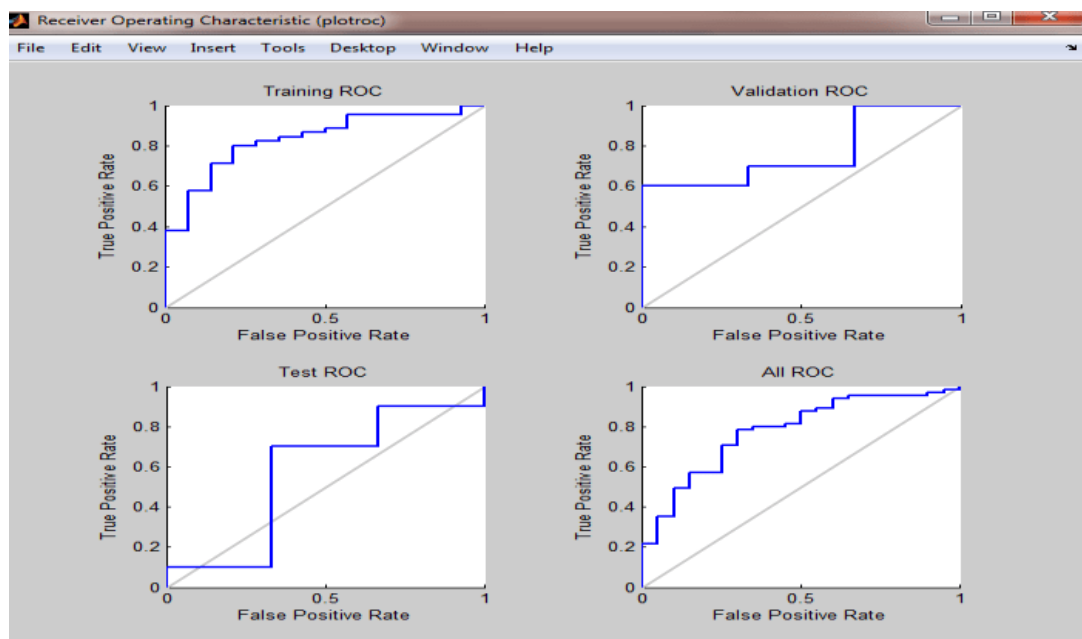 Receiver Operating Characteristic (plotroc)
File Edit View Insert Tools Desktop Window Help
Training ROC
1
0.8
0.6
0.4
0.2
0
True Positive Rate
0 0.5 1
False Positive Rate
Validation ROC
1
0.8
0.6
0.4
0.2
0
True Positive Rate
0 0.5 1
False Positive Rate
Test ROC
1
0.8
0.6
0.4
0.2
0
True Positive Rate
0 0.5 1
False Positive Rate
All ROC
1
0.8
0.6
0.4
0.2
0
True Positive Rate
0 0.5 1
False Positive Rate